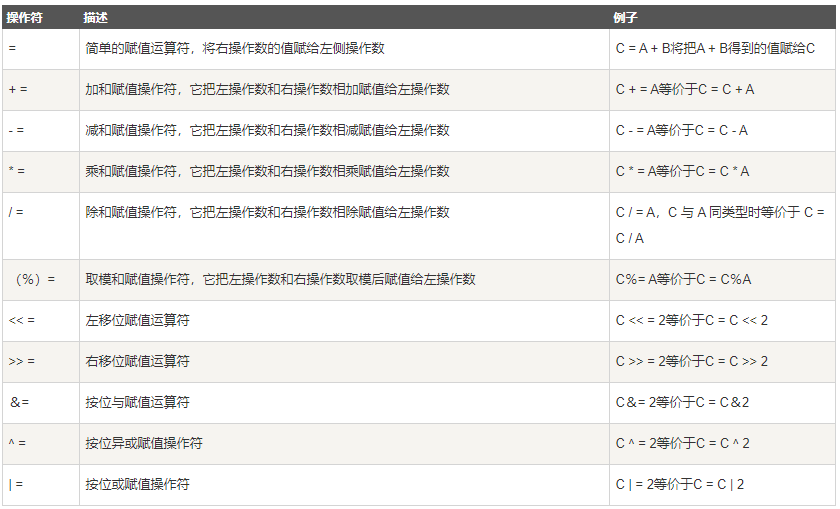 操作符 描述 例子
= 简单的赋值运算符，将右操作数的值赋给左侧操作数 C = A + B将把A + B得到的值赋给C
+ = 加和赋值操作符，它把左操作数和右操作数相加赋值给左操作数 C + = A等价于C = C + A
- = 减和赋值操作符，它把左操作数和右操作数相减赋值给左操作数 C - = A等价于C = C - A
* = 乘和赋值操作符，它把左操作数和右操作数相乘赋值给左操作数 C * = A等价于C = C * A
/ = 除和赋值操作符，它把左操作数和右操作数相除赋值给左操作数 C / = A，C 与 A 同类型时等价于 C =
C / A
（%）= 取模和赋值操作符，它把左操作数和右操作数取模后赋值给左操作数 C%= A等价于C = C%A
<< = 左移位赋值运算符 C << = 2等价于C = C << 2
>> = 右移位赋值运算符 C >> = 2等价于C = C >> 2
＆= 按位与赋值运算符 C＆= 2等价于C = C＆2
^ = 按位异或赋值操作符 C ^ = 2等价于C = C ^ 2
| = 按位或赋值操作符 C | = 2等价于C = C | 2